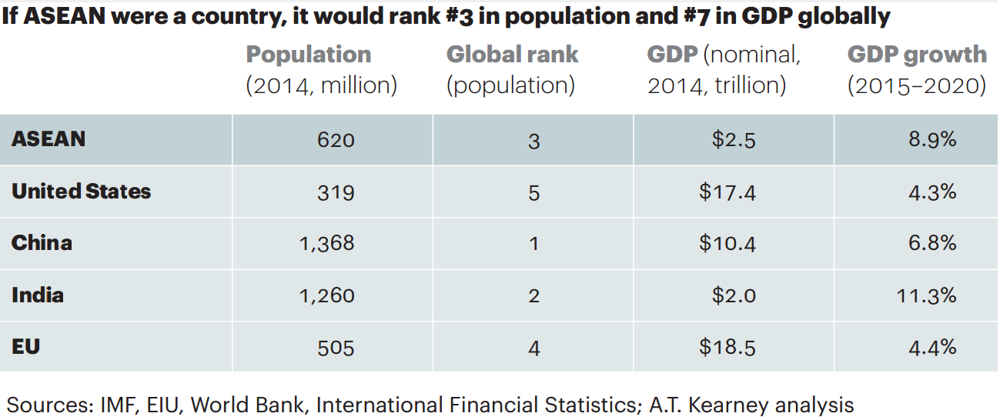 If ASEAN were a country, it would rank #3 in population and #7 in GDP globally
Population Global rank GDP (nominal, GDP growth
(2014, million) (population) 2014, trillion) (2015–2020)
ASEAN 620 3 $2.5 8.9%
United States 319 5 $17.4 4.3%
China 1,368 1 $10.4 6.8%
India 1,260 2 $2.0 11.3%
EU 505 4 $18.5 4.4%
Sources: IMF, EIU, World Bank, International Financial Statistics; A.T. Kearney analysis